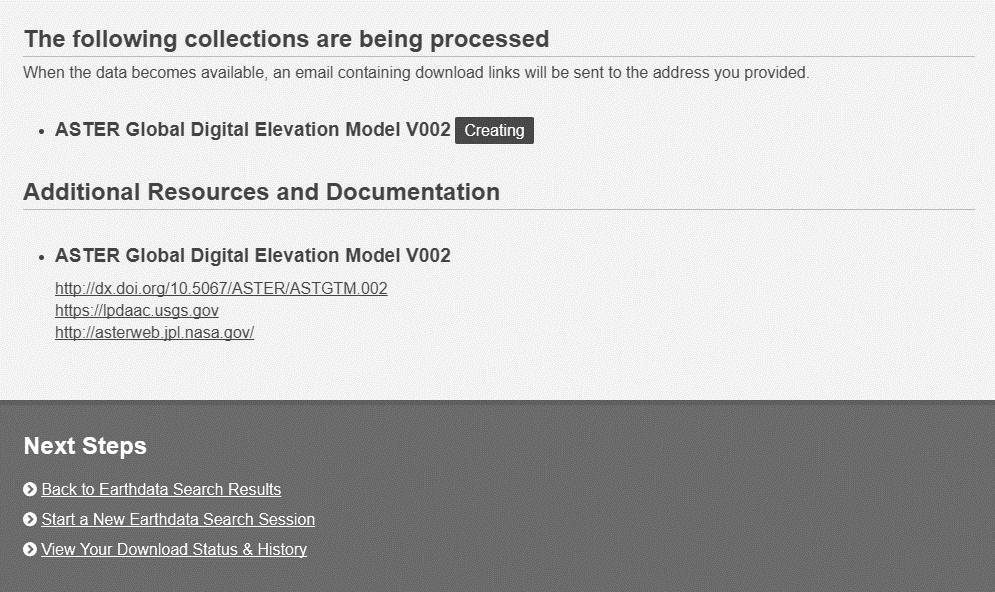 The following collections are being processed
When the data becomes available, an email containing download links will be sent to the address you provided.
ASTER Global Digital Elevation Model V002 Creating
Additional Resources and Documentation
ASTER Global Digital Elevation Model V002
http://dx.doi.org/10.5067/ASTER/ASTGTM.002
https://lpdaac.usgs.gov
http://asterweb.jpl.nasa.gov/
Next Steps
Back to Earthdata Search Results
Start a New Earthdata Search Session
View Your Download Status & History